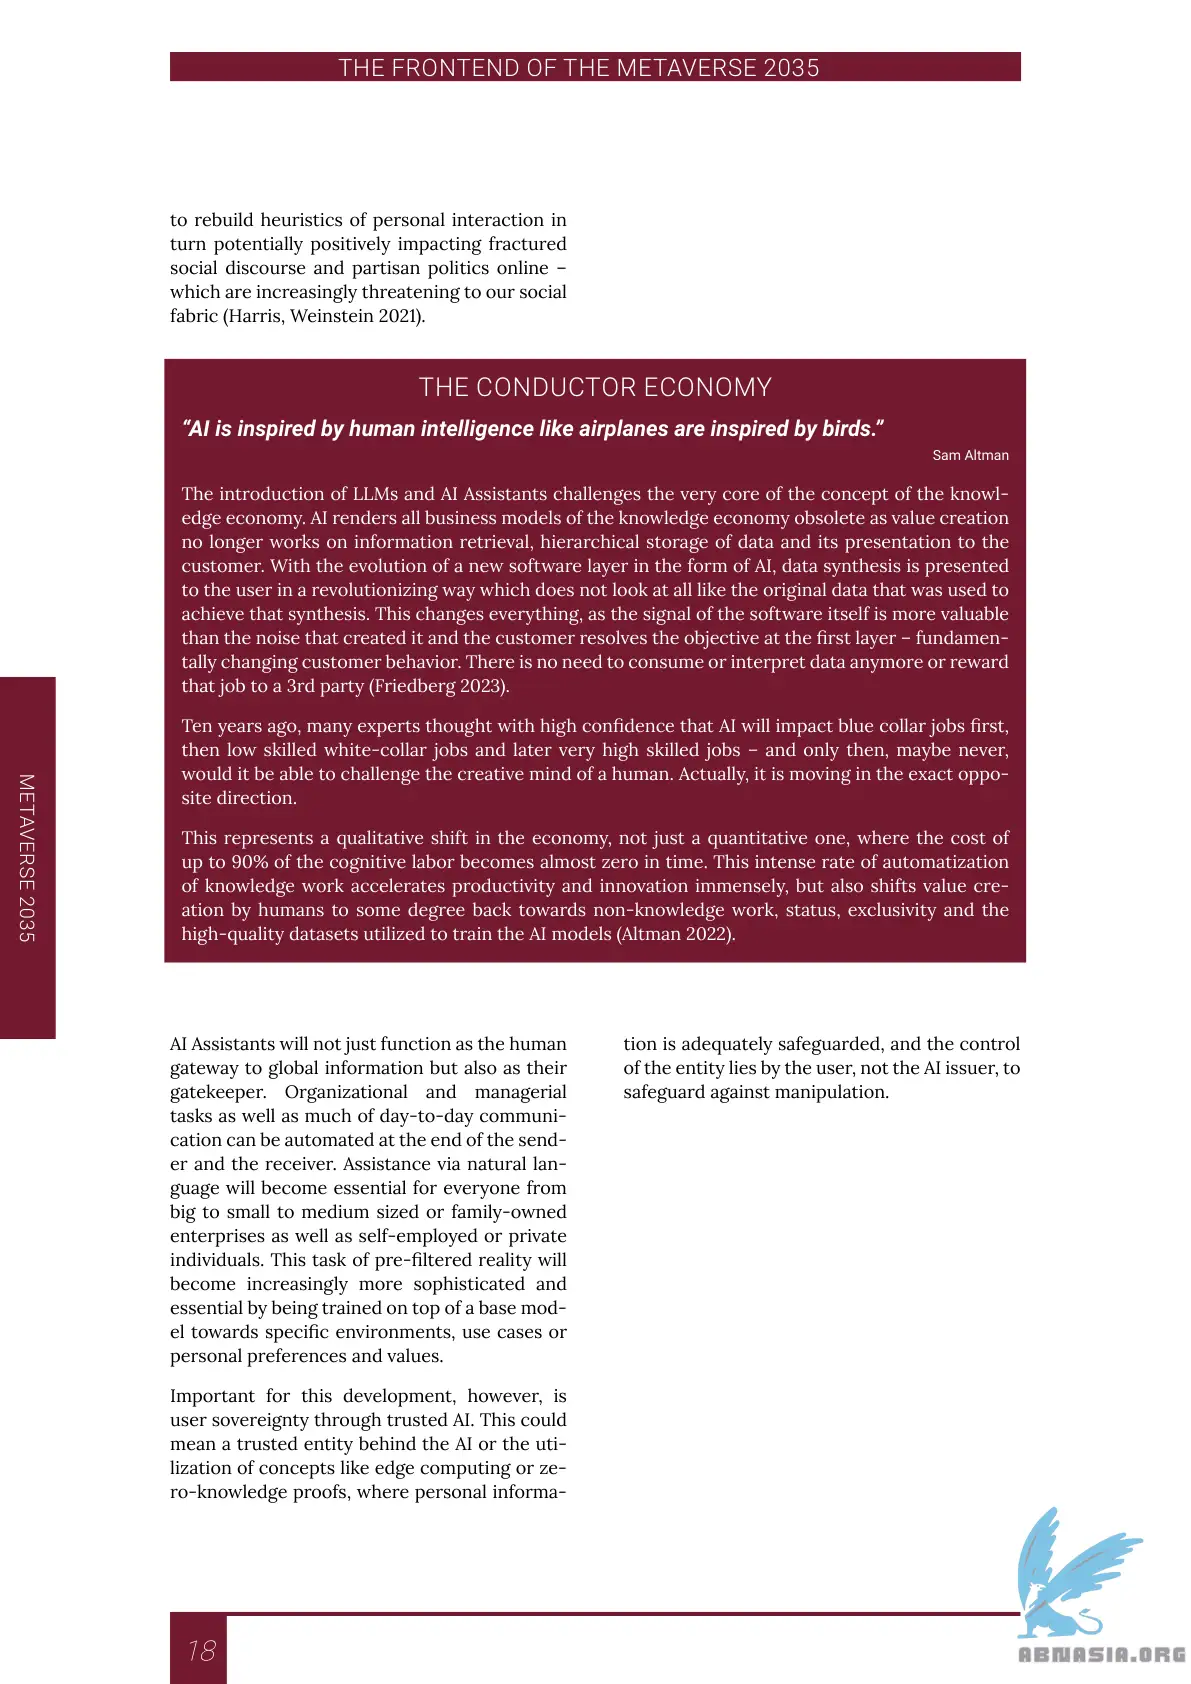 THE FRONTEND OF THE METAVERSE 2035
to rebuild heuristics of personal interaction in
turn potentially positively impacting fractured
social discourse and partisan politics online –
which are increasingly threatening to our social
fabric (Harris, Weinstein 2021).
THE CONDUCTOR ECONOMY
“AI is inspired by human intelligence like airplanes are inspired by birds.”
Sam Altman
The introduction of LLMs and AI Assistants challenges the very core of the concept of the knowl-
edge economy. AI renders all business models of the knowledge economy obsolete as value creation
no longer works on information retrieval, hierarchical storage of data and its presentation to the
customer. With the evolution of a new software layer in the form of AI, data synthesis is presented
to the user in a revolutionizing way which does not look at all like the original data that was used to
achieve that synthesis. This changes everything, as the signal of the software itself is more valuable
than the noise that created it and the customer resolves the objective at the first layer – fundamen-
tally changing customer behavior. There is no need to consume or interpret data anymore or reward
that job to a 3rd party (Friedberg 2023).
Ten years ago, many experts thought with high confidence that AI will impact blue collar jobs first,
then low skilled white-collar jobs and later very high skilled jobs – and only then, maybe never,
would it be able to challenge the creative mind of a human. Actually, it is moving in the exact oppo-
site direction.
This represents a qualitative shift in the economy, not just a quantitative one, where the cost of
up to 90% of the cognitive labor becomes almost zero in time. This intense rate of automatization
of knowledge work accelerates productivity and innovation immensely, but also shifts value cre-
ation by humans to some degree back towards non-knowledge work, status, exclusivity and the
high-quality datasets utilized to train the AI models (Altman 2022).
METAVERSE 2035
AI Assistants will not just function as the human
gateway to global information but also as their
gatekeeper. Organizational and managerial
tasks as well as much of day-to-day communi-
cation can be automated at the end of the send-
er and the receiver. Assistance via natural lan-
guage will become essential for everyone from
big to small to medium sized or family-owned
enterprises as well as self-employed or private
individuals. This task of pre-filtered reality will
become increasingly more sophisticated and
essential by being trained on top of a base mod-
el towards specific environments, use cases or
personal preferences and values.
Important for this development, however, is
user sovereignty through trusted AI. This could
mean a trusted entity behind the AI or the uti-
lization of concepts like edge computing or ze-
ro-knowledge proofs, where personal informa-
tion is adequately safeguarded, and the control
of the entity lies by the user, not the AI issuer, to
safeguard against manipulation.
18
ABNASIA.ORG